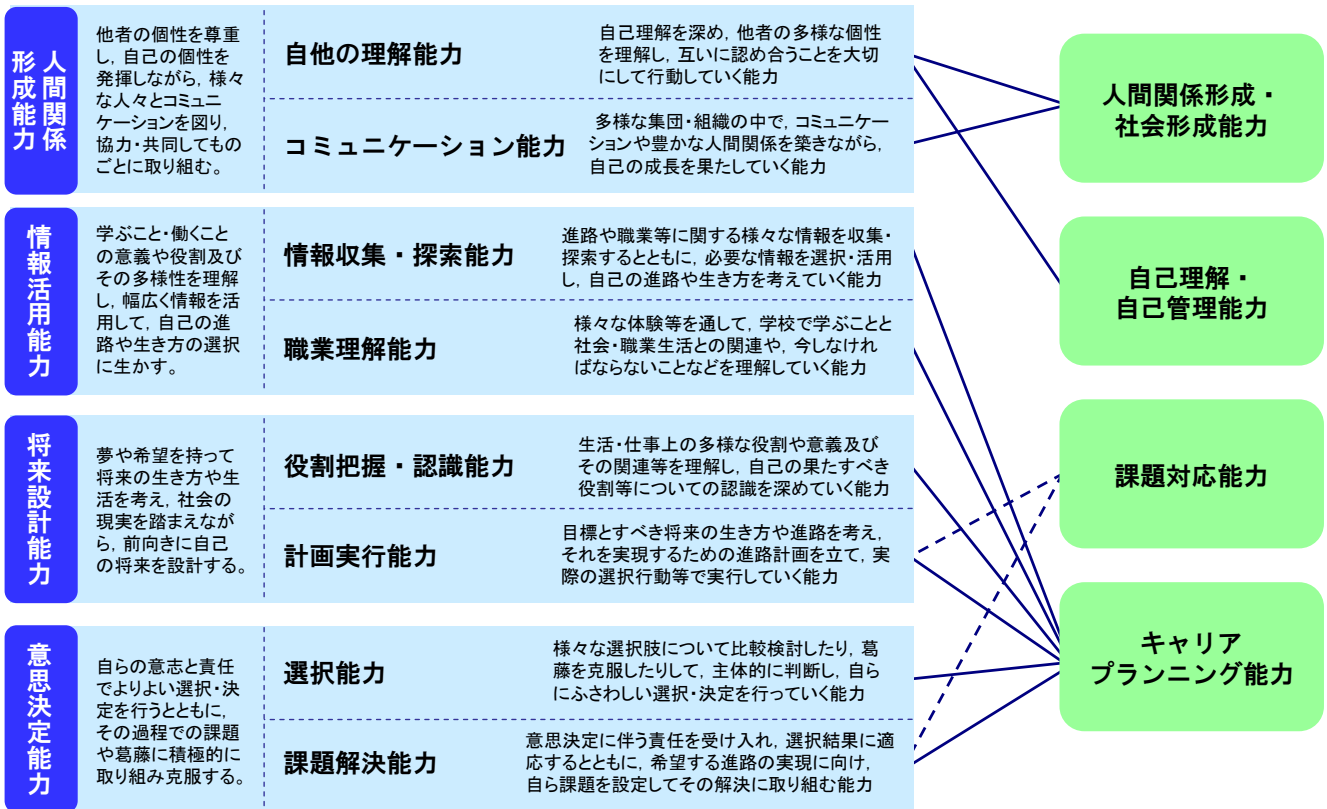 人間関係
形成能力
他者の個性を尊重
し，自己の個性を
発揮しながら，様々
な人々とコミュニ
ケーションを図り，
協力・共同してもの
ごとに取り組む。
自他の理解能力
自己理解を深め，他者の多様な個性
を理解し，互いに認め合うことを大切
にして行動していく能力
コミュニケーション能力
多様な集団・組織の中で，コミュニケー
ションや豊かな人間関係を築きながら，
自己の成長を果たしていく能力
情報活用能力
学ぶこと・働くこと
の意義や役割及び
その多様性を理解
し，幅広く情報を活
用して，自己の進
路や生き方の選択
に生かす。
情報収集・探索能力
進路や職業等に関する様々な情報を収集・
探索するとともに，必要な情報を選択・活用
し，自己の進路や生き方を考えていく能力
職業理解能力
様々な体験等を通して，学校で学ぶことと
社会・職業生活との関連や，今しなけれ
ばならないことなどを理解していく能力
将来設計能力
夢や希望を持って
将来の生き方や生
活を考え，社会の
現実を踏まえなが
ら，前向きに自己
の将来を設計する。
役割把握・認識能力
生活・仕事上の多様な役割や意義及び
その関連等を理解し，自己の果たすべき
役割等についての認識を深めていく能力
計画実行能力
目標とすべき将来の生き方や進路を考え，
それを実現するための進路計画を立て，実
際の選択行動等で実行していく能力
意思決定能力
自らの意志と責任
でよりよい選択・決
定を行うとともに，
その過程での課題
や葛藤に積極的に
取り組み克服する。
選択能力
様々な選択肢について比較検討したり，葛
藤を克服したりして，主体的に判断し，自ら
にふさわしい選択・決定を行っていく能力
課題解決能力
意思決定に伴う責任を受け入れ，選択結果に適
応するとともに，希望する進路の実現に向け，
自ら課題を設定してその解決に取り組む能力
人間関係形成・
社会形成能力
自己理解・
自己管理能力
課題対応能力
キャリア
プランニング能力